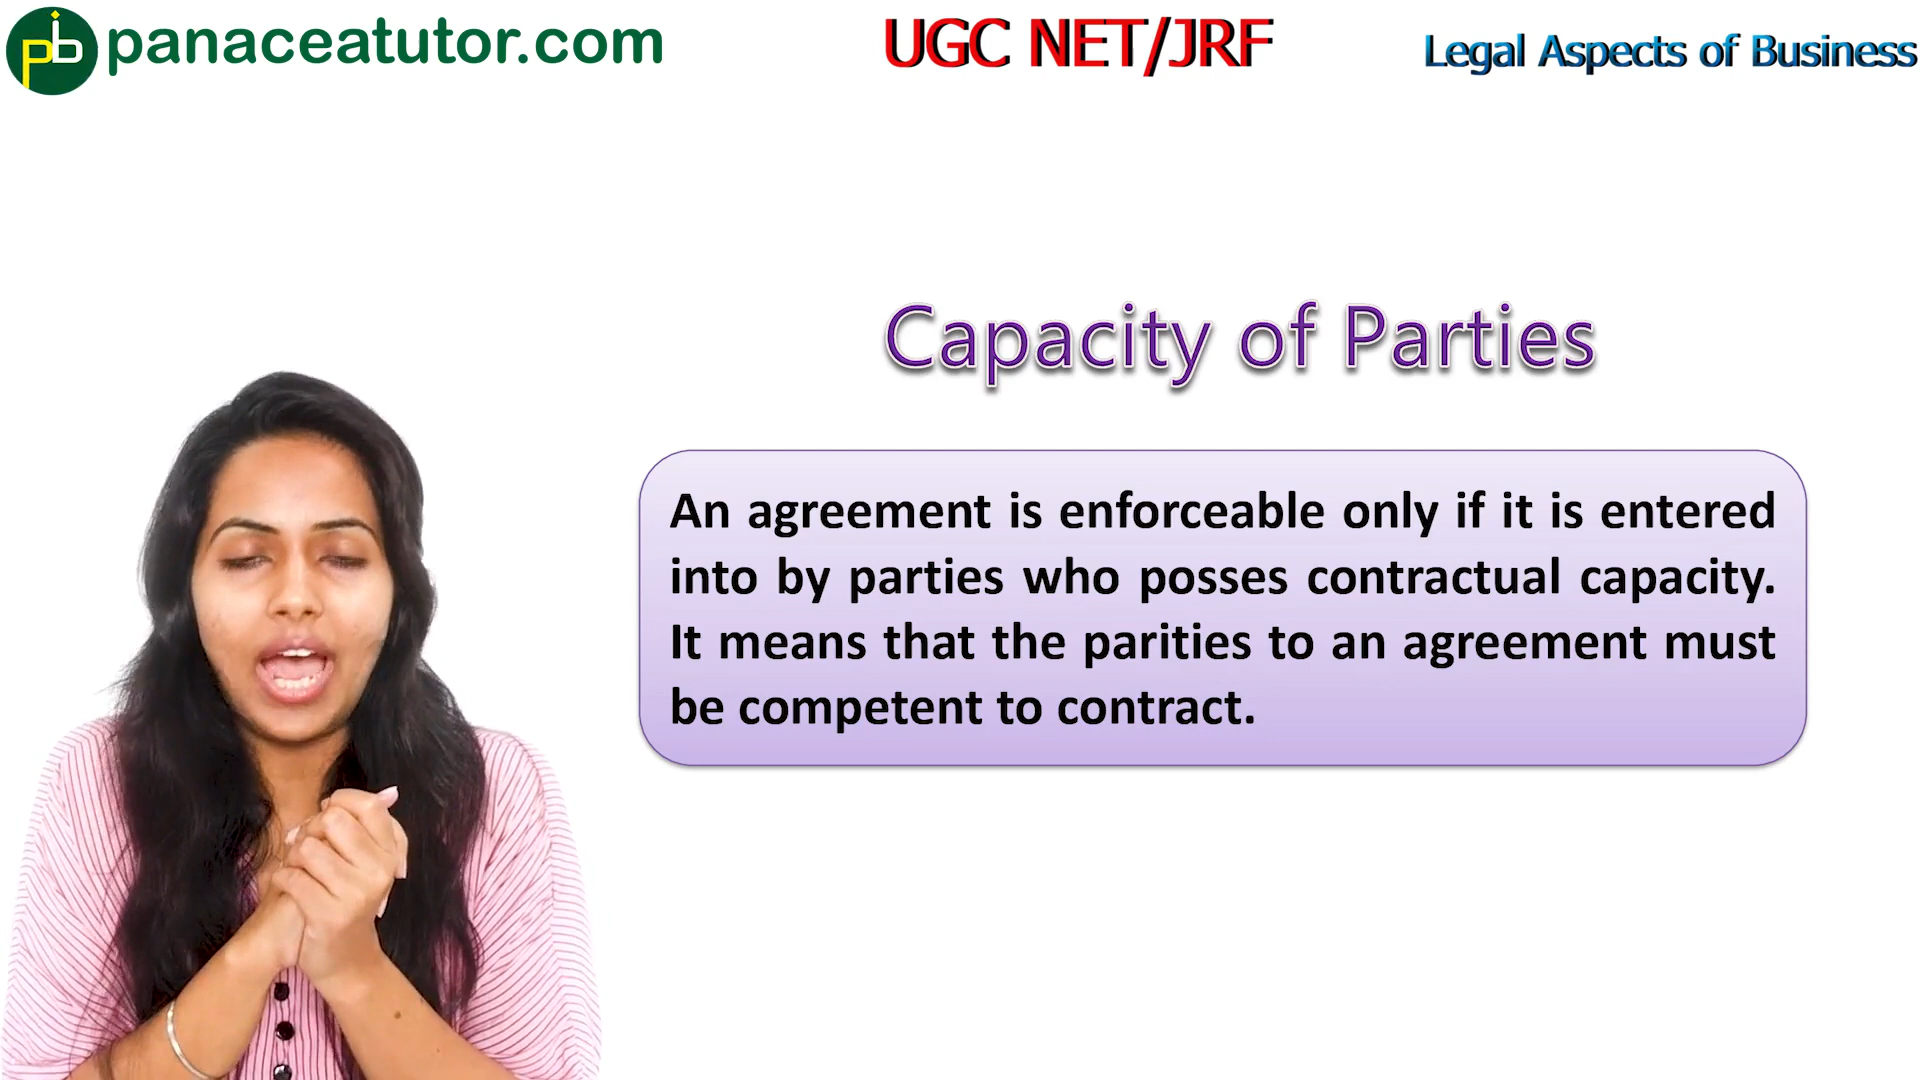 pb panaceatutor.com
UGC NET/JRF
Legal Aspects of Business
Capacity of Parties
An agreement is enforceable only if it is entered
into by parties who posses contractual capacity.
It means that the parities to an agreement must
be competent to contract.